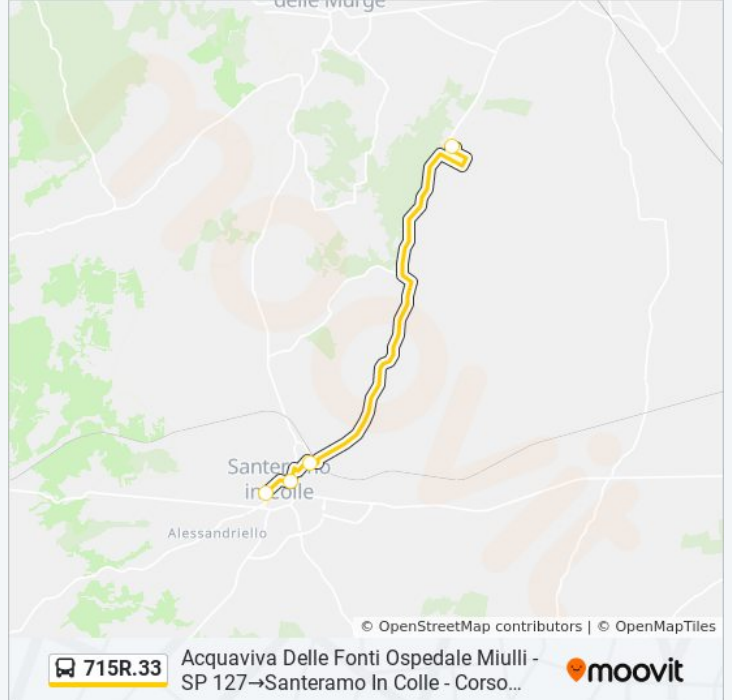 delle Murge
Santeramo
in Colle
Alessandriello
© OpenStreetMap contributors | © OpenMapTiles
715R.33
Acquaviva Delle Fonti Ospedale Miulli -
SP 127→Santeramo In Colle - Corso...
moovit
moovit